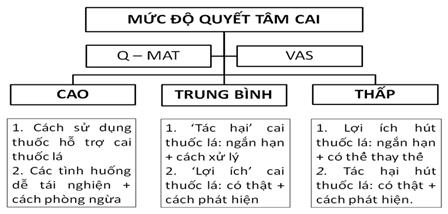 MỨC ĐỘ QUYẾT TÂM CAI
Q – MAT
VAS
CAO
TRUNG BÌNH
THẤP
1. Cách sử dụng
thuốc hỗ trợ cai
thuốc lá
2. Các tình huống
dễ tái nghiện +
cách phòng ngừa
1. ‘Tác hại’ cai
thuốc lá: ngắn hạn
+ cách xử lý
2. ‘Lợi ích’ cai
thuốc lá: có thật +
cách phát hiện
1. Lợi ích hút
thuốc lá: ngắn hạn
+ có thể thay thế
2. Tác hại hút
thuốc lá: có thật +
cách phát hiện.